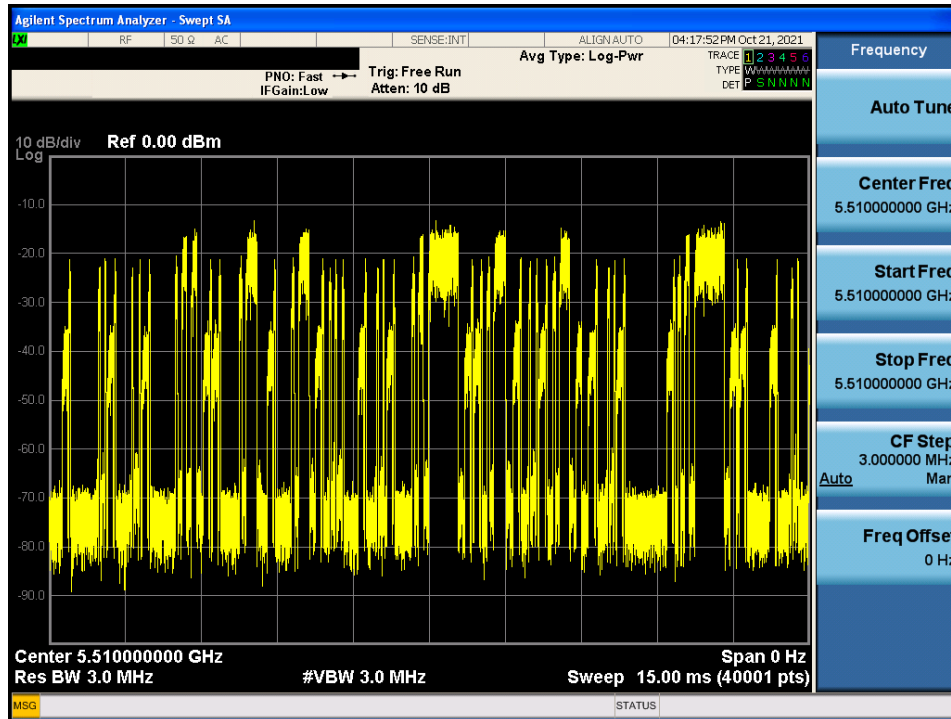 Agilent Spectrum Analyzer - Swept SA
LXI RF 50 Ω AC SENSE:INT ALIGN AUTO 04:17:52 PM Oct 21, 2021
Frequency
PNO: Fast
IFGain:Low
Trig: Free Run
Atten: 10 dB
Avg Type: Log-Pwr
TRACE 1 2 3 4 5 6
TYPE WWWWWW
DET P S N N N N
Auto Tune
10 dB/div
Log
Ref 0.00 dBm
-10.0
-20.0
-30.0
-40.0
-50.0
-60.0
-70.0
-80.0
-90.0
Center Freq
5.510000000 GHz
Start Freq
5.510000000 GHz
Stop Freq
5.510000000 GHz
CF Step
3.000000 MHz
Auto Man
Freq Offset
0 Hz
Center 5.510000000 GHz Span 0 Hz
Res BW 3.0 MHz #VBW 3.0 MHz Sweep 15.00 ms (40001 pts)
MSG STATUS